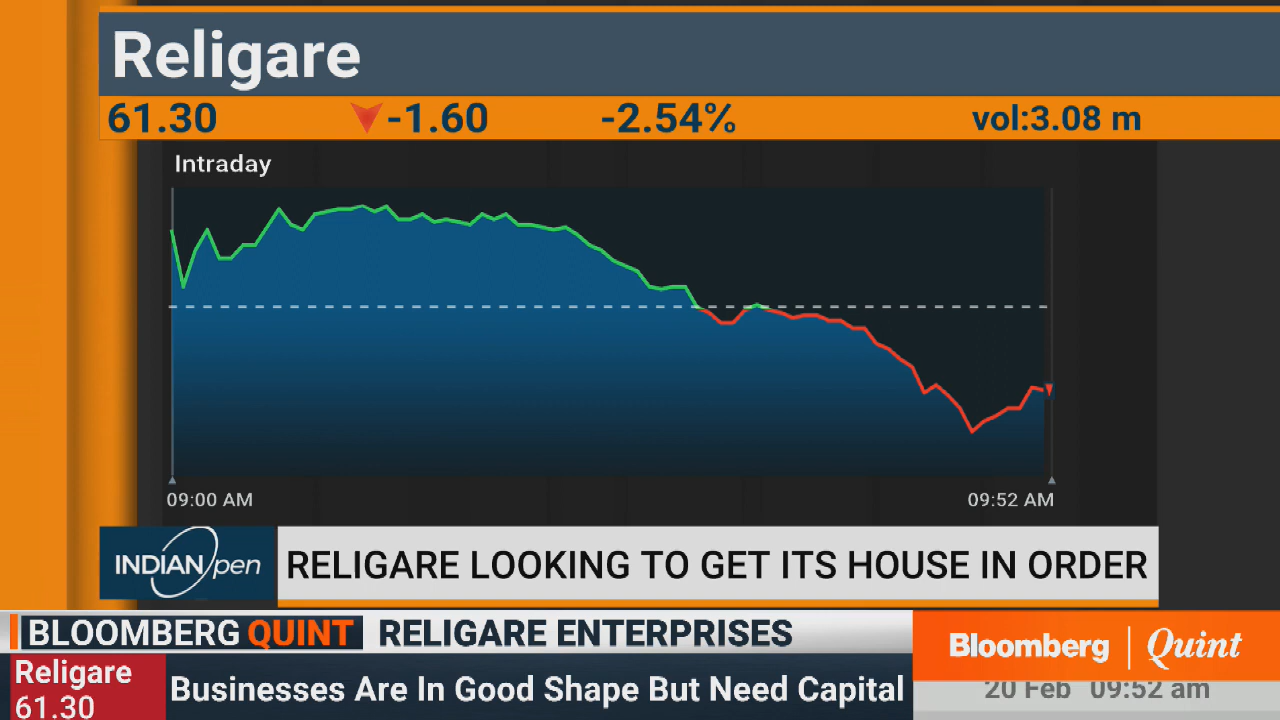 Religare
61.30 -1.60 -2.54% vol:3.08 m
Intraday
09:00 AM 09:52 AM
INDIAN Open RELIGARE LOOKING TO GET ITS HOUSE IN ORDER
BLOOMBERG QUINT RELIGARE ENTERPRISES
Bloomberg | Quint
Religare
61.30
Businesses Are In Good Shape But Need Capital
20 Feb 09:52 am